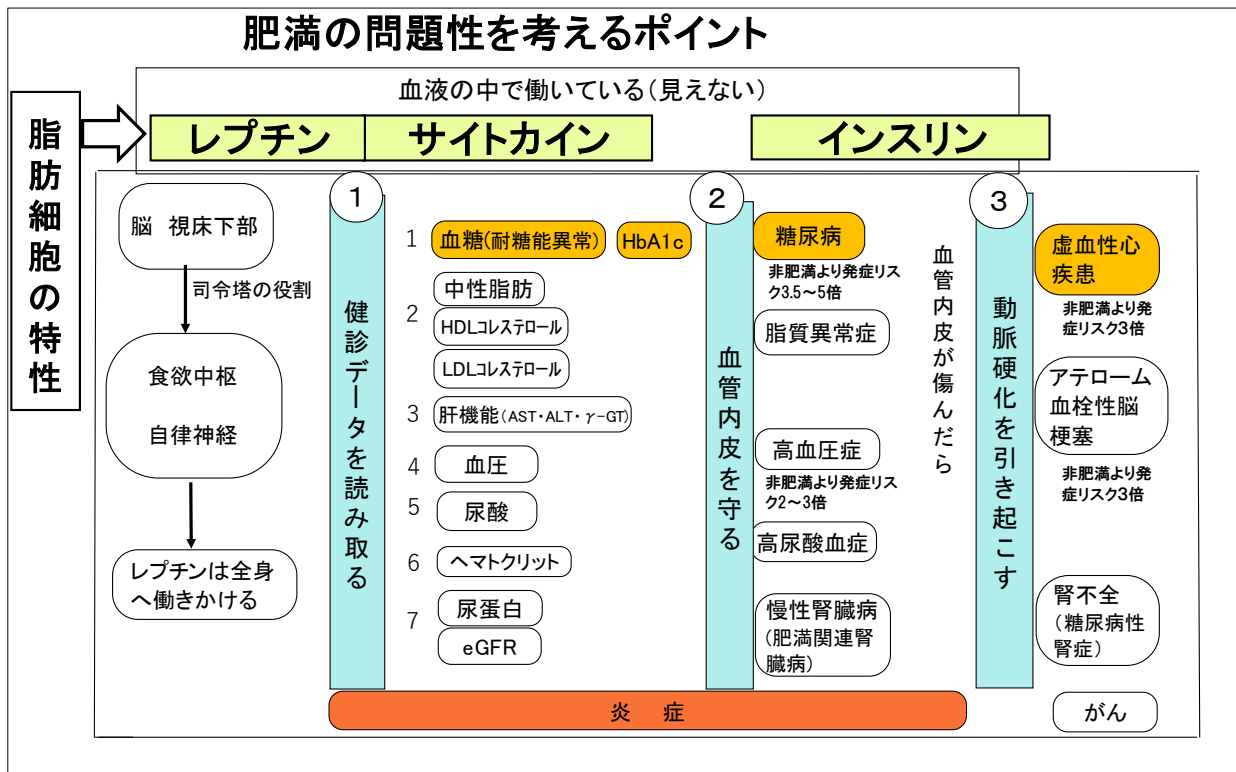 肥満の問題性を考えるポイント
血液の中で働いている(見えない)
脂肪細胞の特性
レプチン
サイトカイン
インスリン
脳 視床下部
司令塔の役割
食欲中枢
自律神経
レプチンは全身
へ働きかける
1
健診データを読み取る
1
血糖(耐糖能異常)
HbA1c
2
中性脂肪
HDLコレステロール
LDLコレステロール
3
肝機能(AST・ALT・γ-GT)
4
血圧
5
尿酸
6
ヘマトクリット
7
尿蛋白
eGFR
2
血管内皮を守る
糖尿病
非肥満より発症リス
ク3.5~5倍
脂質異常症
高血圧症
非肥満より発症リス
ク2~3倍
高尿酸血症
慢性腎臓病
(肥満関連腎
臓病)
血管内皮が傷んだら
3
動脈硬化を引き起こす
虚血性心
疾患
非肥満より発
症リスク3倍
アテローム
血栓性脳
梗塞
非肥満より発
症リスク3倍
腎不全
(糖尿病性
腎症)
がん
炎 症